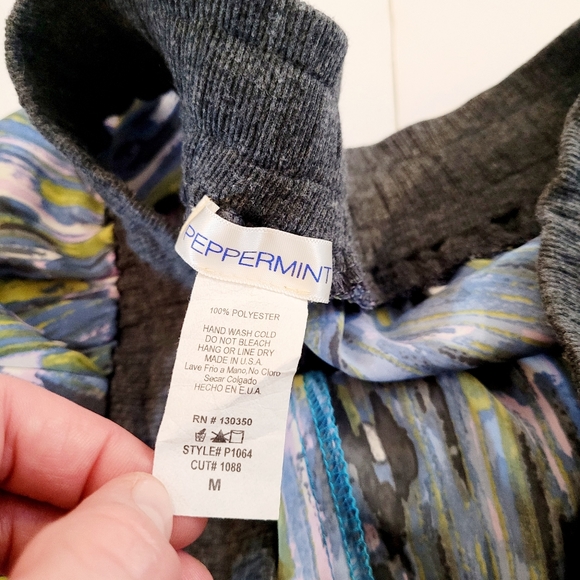 PEPPERMINT
100% POLYESTER
HAND WASH COLD
DO NOT BLEACH
HANG OR LINE DRY
MADE IN U.S.A
Lave Frio a Mano,No Cloro
Secar Colgado
HECHO EN E.U.A.
RN # 130350
STYLE# P1064
CUT# 1088
M